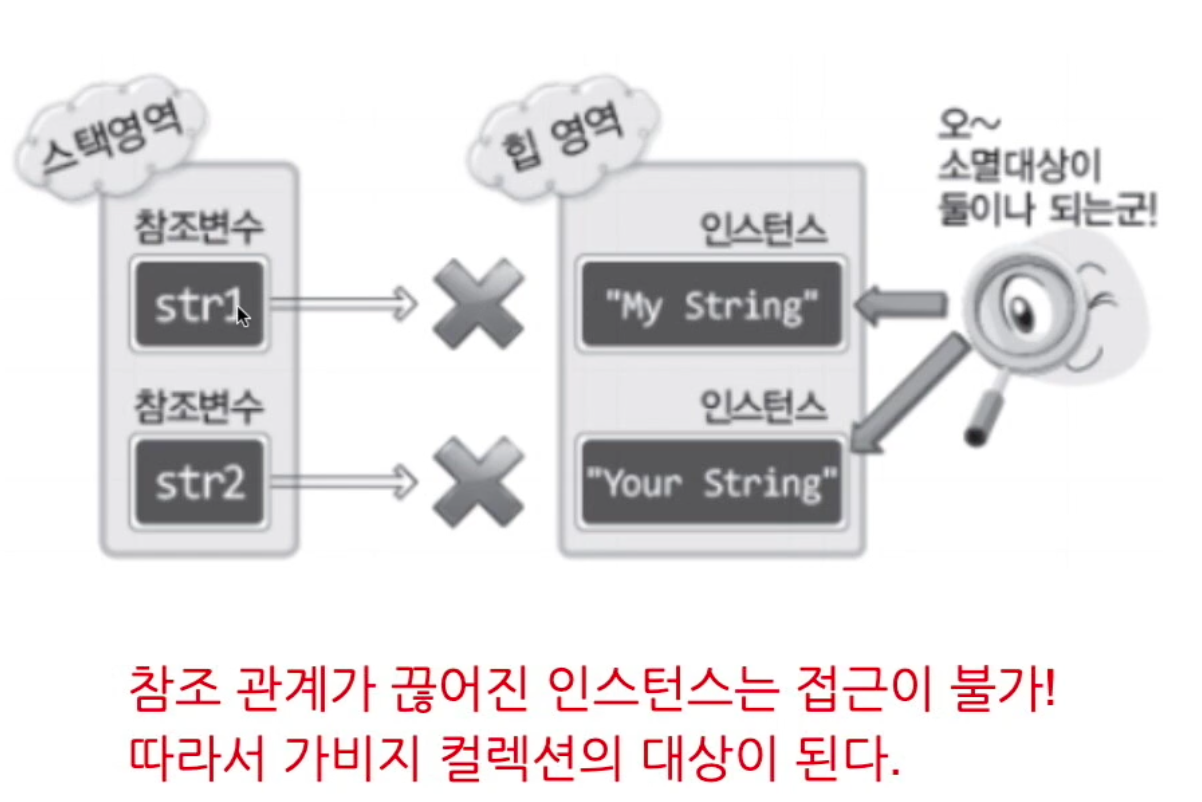 스택영역
힙 영역
오~
소멸대상이
둘이나 되는군!
참조변수
인스턴스
str1
"My String"
참조변수
인스턴스
str2
"Your String"
참조 관계가 끊어진 인스턴스는 접근이 불가!
따라서 가비지 컬렉션의 대상이 된다.